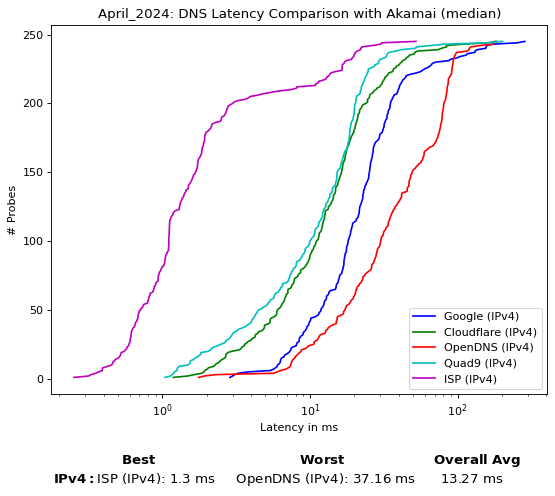 April_2024: DNS Latency Comparison with Akamai (median)
250
200
150
100
50
0
# Probes
10^0
10^1
10^2
Latency in ms
Google (IPv4)
Cloudflare (IPv4)
OpenDNS (IPv4)
Quad9 (IPv4)
ISP (IPv4)
Best Worst Overall Avg
IPv4: ISP (IPv4): 1.3 ms OpenDNS (IPv4): 37.16 ms 13.27 ms